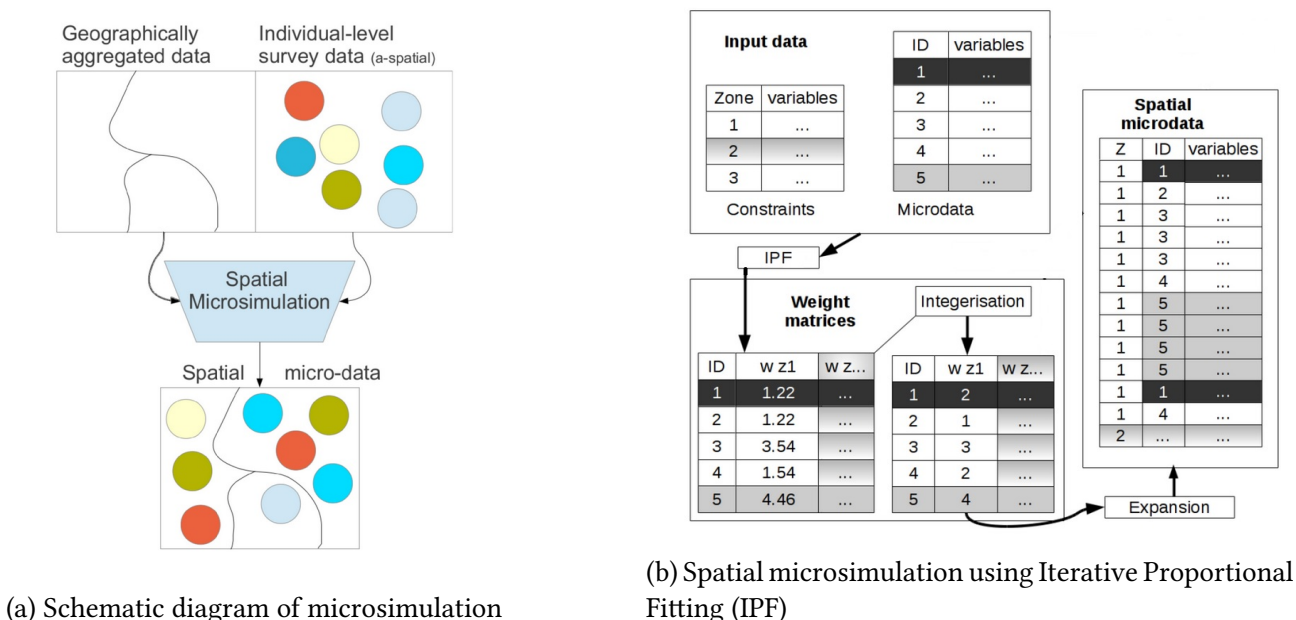 Geographically
aggregated data
Individual-level
survey data (a-spatial)
Spatial
Microsimulation
Spatial micro-data
(a) Schematic diagram of microsimulation
Input data
Zone variables
1 ...
2 ...
3 ...
Constraints
ID variables
1 ...
2 ...
3 ...
4 ...
5 ...
Microdata
IPF
Weight
matrices
Integerisation
ID w z1 w z...
1 1.22 ...
2 1.22 ...
3 3.54 ...
4 1.54 ...
5 4.46 ...
ID w z1 w z...
1 2 ...
2 1 ...
3 3 ...
4 2 ...
5 4 ...
Spatial
microdata
Z ID variables
1 1 ...
1 2 ...
1 3 ...
1 3 ...
1 3 ...
1 4 ...
1 5 ...
1 5 ...
1 5 ...
1 5 ...
1 1 ...
1 4 ...
2 ... ...
Expansion
(b) Spatial microsimulation using Iterative Proportional
Fitting (IPF)